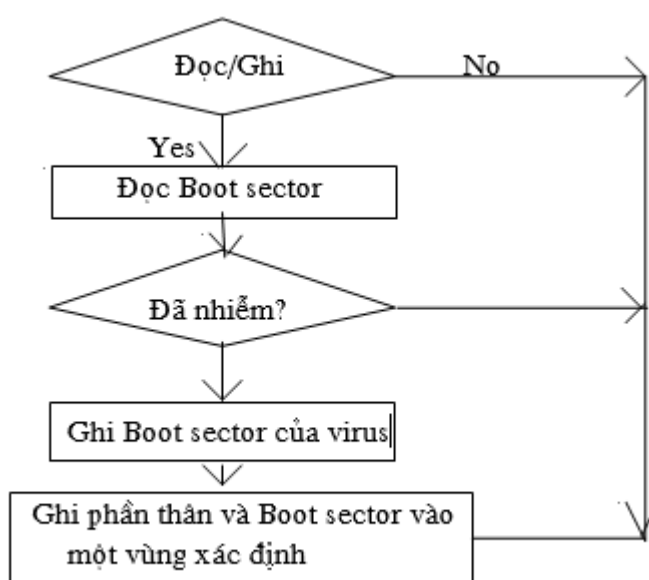 Đọc/Ghi
No
Yes
Đọc Boot sector
Đã nhiễm?
Ghi Boot sector của virus
Ghi phần thân và Boot sector vào
một vùng xác định